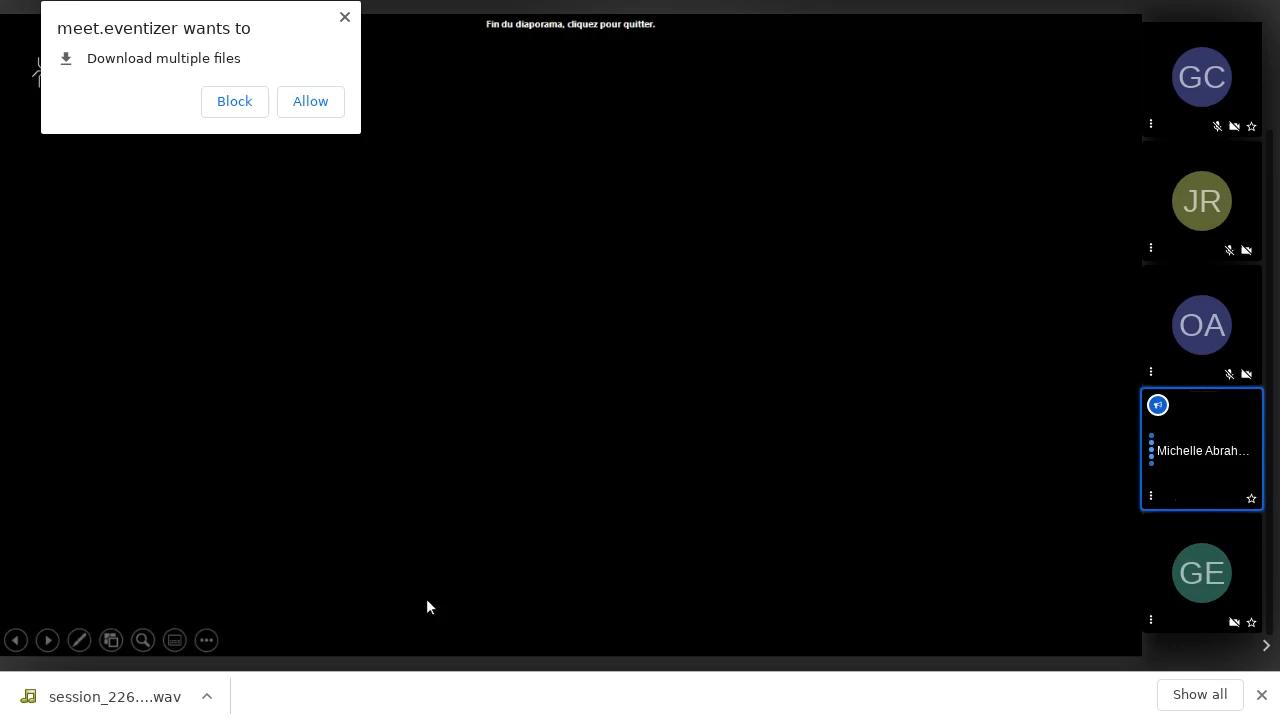 meet.eventizer wants to
Download multiple files
Block
Allow
Fin du diaporama, cliquez pour quitter.
GC
JR
OA
Michelle Abrah...
GE
session_226....wav
Show all